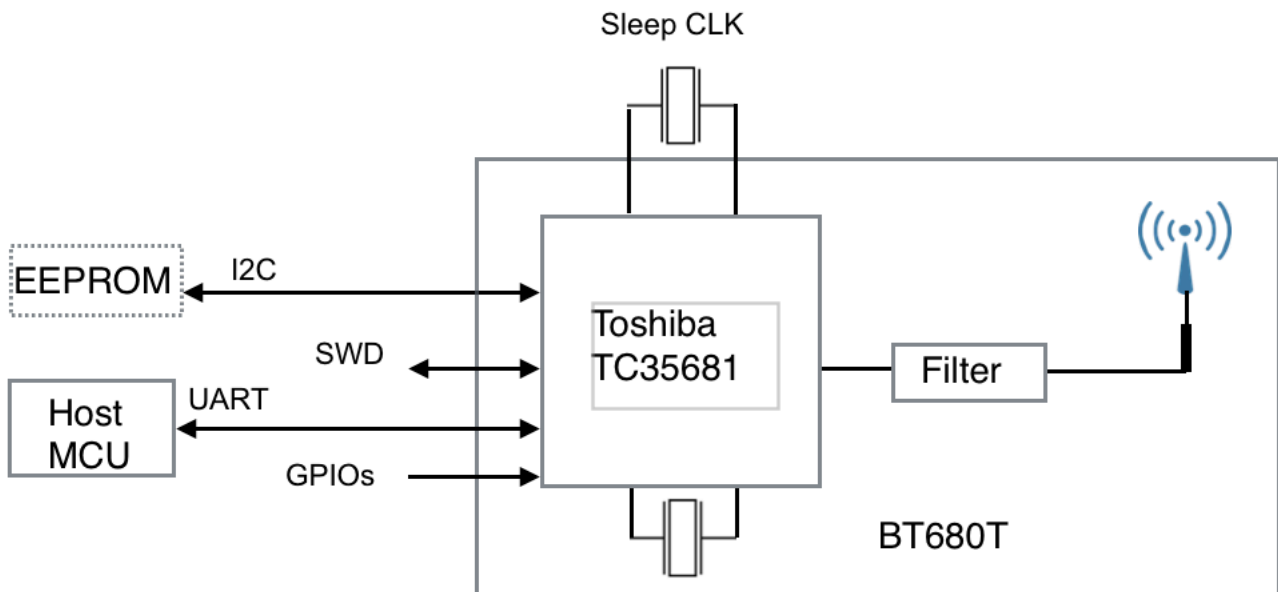 Sleep CLK
EEPROM
I2C
SWD
Toshiba
TC35681
Filter
Host
MCU
UART
GPIOs
BT680T